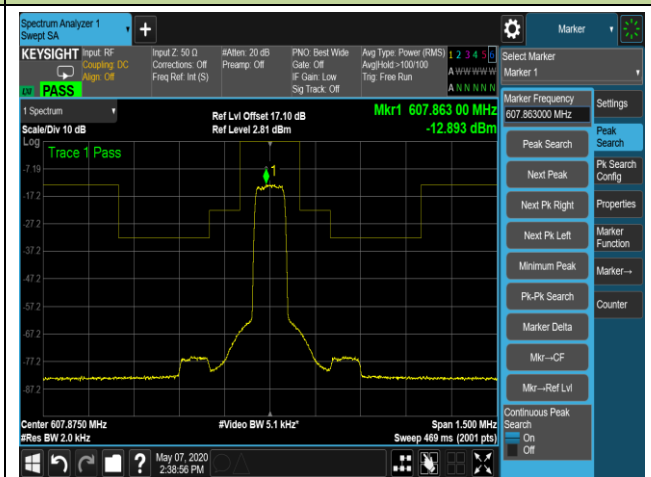 Spectrum Analyzer 1
Swept SA
Marker
KEYSIGHT
Input: RF
Coupling: DC
Align: Off
Input Z: 50 Ω
Corrections: Off
Freq Ref: Int (S)
#Atten: 20 dB
Preamp: Off
PNO: Best Wide
Gate: Off
IF Gain: Low
Sig Track: Off
Avg Type: Power (RMS)
Avg|Hold:>100/100
Trig: Free Run
1 2 3 4 5 6
A W W W W W
A N N N N N
LXI PASS
Select Marker
Marker 1
1 Spectrum
Scale/Div 10 dB
Log
Ref Lvl Offset 17.10 dB
Ref Level 2.81 dBm
Mkr1 607.863 00 MHz
-12.893 dBm
Trace 1 Pass
1
-7.19
-17.2
-27.2
-37.2
-47.2
-57.2
-67.2
-77.2
-87.2
Center 607.8750 MHz
#Res BW 2.0 kHz
#Video BW 5.1 kHz*
Span 1.500 MHz
Sweep 469 ms (2001 pts)
Marker Frequency
607.863000 MHz
Peak Search
Next Peak
Next Pk Right
Next Pk Left
Minimum Peak
Pk-Pk Search
Marker Delta
Mkr→CF
Mkr→Ref Lvl
Continuous Peak
Search
On
Off
Settings
Peak
Search
Pk Search
Config
Properties
Marker
Function
Marker→
Counter
?
May 07, 2020
2:38:56 PM